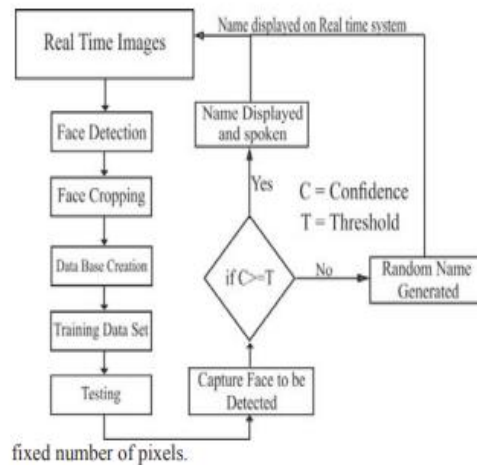 Name displayed on Real time system
Real Time Images
Face Detection
Face Cropping
Data Base Creation
Training Data Set
Testing
Name Displayed
and spoken
Yes
C = Confidence
T = Threshold
if C>=T
No
Random Name
Generated
Capture Face to be
Detected
fixed number of pixels.